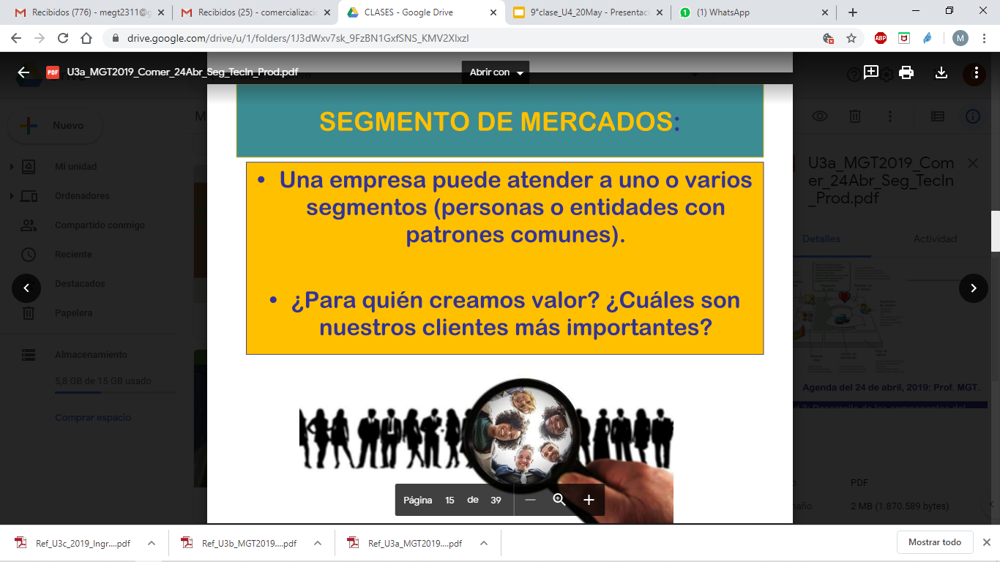 Recibidos (776) - megt2311@g
Recibidos (25) - comercializaci
CLASES - Google Drive
9°clase_U4_20May - Presentaci
(1) WhatsApp
drive.google.com/drive/u/1/folders/1J3dWxv7sk_9FzBN1GxfSNS_KMV2XIxzI
ABP
M
PDF
U3a_MGT2019_Comer_24Abr_Seg_TecIn_Prod.pdf
Abrir con
Nuevo
M
Mi unidad
Ordenadores
Compartido conmigo
Reciente
Destacados
Papelera
Almacenamiento
5,8 GB de 15 GB usado
Comprar espacio
SEGMENTO DE MERCADOS:
• Una empresa puede atender a uno o varios
segmentos (personas o entidades con
patrones comunes).
• ¿Para quién creamos valor? ¿Cuáles son
nuestros clientes más importantes?
Página 15 de 39
U3a_MGT2019_Com
er_24Abr_Seg_TecIn
_Prod.pdf
Detalles
Actividad
Agenda del 24 de abril, 2019: Prof. MGT.
PDF
2 MB (1.870.589 bytes)
Ref_U3c_2019_Ingr....pdf
Ref_U3b_MGT2019....pdf
Ref_U3a_MGT2019....pdf
Mostrar todo